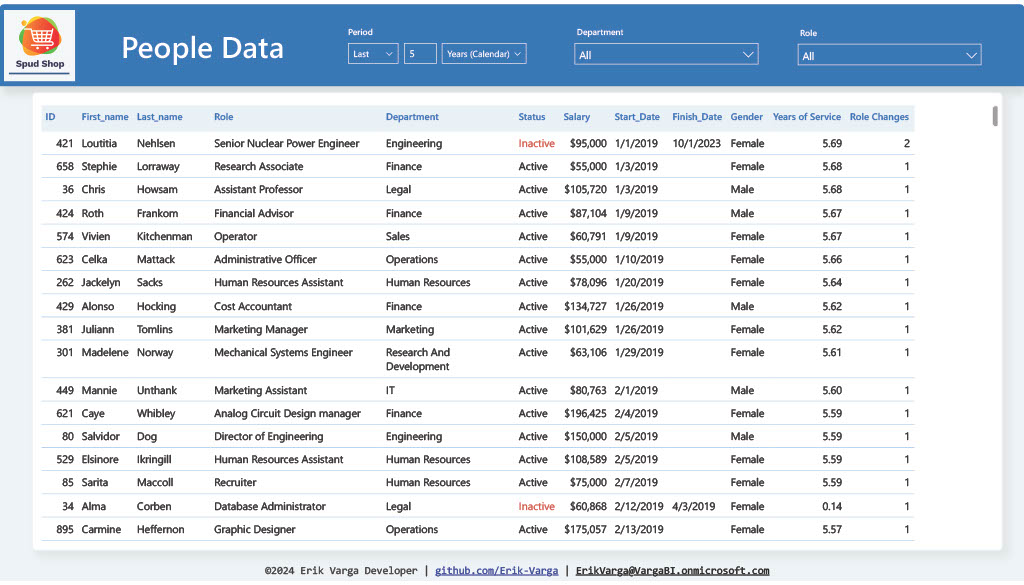 Spud Shop
People Data
Period
Last 5 Years (Calendar)
Department
All
Role
All
ID First_name Last_name Role Department Status Salary Start_Date Finish_Date Gender Years of Service Role Changes
421 Loutitia Nehlsen Senior Nuclear Power Engineer Engineering Inactive $95,000 1/1/2019 10/1/2023 Female 5.69 2
658 Stephie Lorraway Research Associate Finance Active $55,000 1/3/2019 Female 5.68 1
36 Chris Howsam Assistant Professor Legal Active $105,720 1/3/2019 Male 5.68 1
424 Roth Frankom Financial Advisor Finance Active $87,104 1/9/2019 Male 5.67 1
574 Vivien Kitchenman Operator Sales Active $60,791 1/9/2019 Female 5.67 1
623 Celka Mattack Administrative Officer Operations Active $55,000 1/10/2019 Female 5.66 1
262 Jackelyn Sacks Human Resources Assistant Human Resources Active $78,096 1/20/2019 Female 5.64 1
429 Alonso Hocking Cost Accountant Finance Active $134,727 1/26/2019 Male 5.62 1
381 Juliann Tomlins Marketing Manager Marketing Active $101,629 1/26/2019 Female 5.62 1
301 Madelene Norway Mechanical Systems Engineer Research And Active $63,106 1/29/2019 Female 5.61 1
Development
449 Mannie Unthank Marketing Assistant IT Active $80,763 2/1/2019 Male 5.60 1
621 Caye Whibley Analog Circuit Design manager Finance Active $196,425 2/4/2019 Female 5.59 1
80 Salvidor Dog Director of Engineering Engineering Active $150,000 2/5/2019 Male 5.59 1
529 Elsinore Ikringill Human Resources Assistant Human Resources Active $108,589 2/5/2019 Female 5.59 1
85 Sarita Maccoll Recruiter Human Resources Active $75,000 2/7/2019 Female 5.59 1
34 Alma Corben Database Administrator Legal Inactive $60,868 2/12/2019 4/3/2019 Female 0.14 1
895 Carmine Heffernon Graphic Designer Operations Active $175,057 2/13/2019 Female 5.57 1
©2024 Erik Varga Developer | github.com/Erik-Varga | ErikVarga@VargaBI.onmicrosoft.com